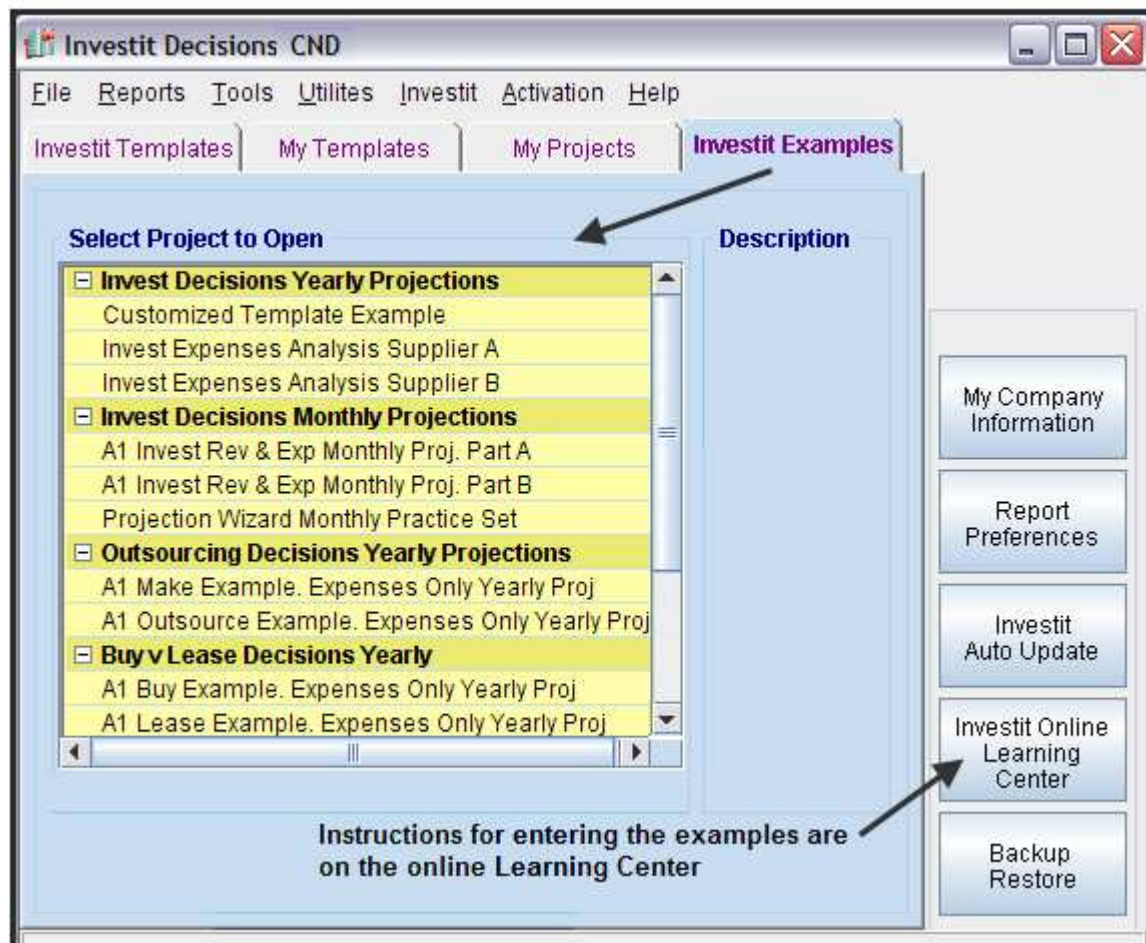 Investit Decisions CND
File Reports Tools Utilites Investit Activation Help
Investit Templates My Templates My Projects Investit Examples
Select Project to Open
Invest Decisions Yearly Projections
Customized Template Example
Invest Expenses Analysis Supplier A
Invest Expenses Analysis Supplier B
Invest Decisions Monthly Projections
A1 Invest Rev & Exp Monthly Proj. Part A
A1 Invest Rev & Exp Monthly Proj. Part B
Projection Wizard Monthly Practice Set
Outsourcing Decisions Yearly Projections
A1 Make Example. Expenses Only Yearly Proj
A1 Outsource Example. Expenses Only Yearly Proj
Buy v Lease Decisions Yearly
A1 Buy Example. Expenses Only Yearly Proj
A1 Lease Example. Expenses Only Yearly Proj
Description
My Company
Information
Report
Preferences
Investit
Auto Update
Investit Online
Learning
Center
Backup
Restore
Instructions for entering the examples are
on the online Learning Center